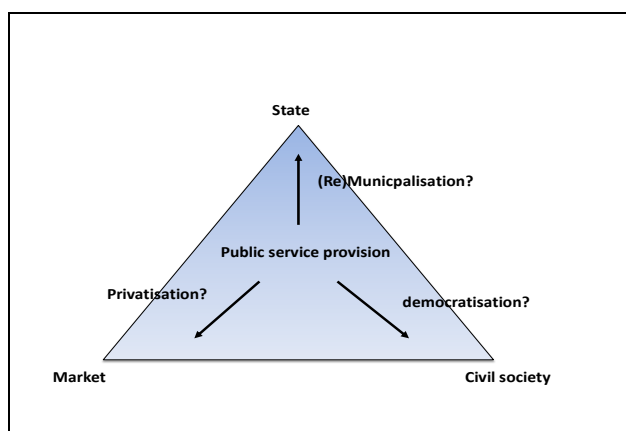 State
(Re)Municpalisation?
Public service provision
Privatisation?
democratisation?
Market
Civil society